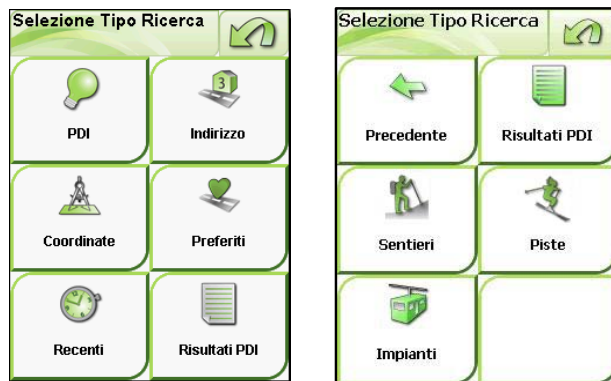 Selezione Tipo Ricerca
3
PDI
Indirizzo
Coordinate
Preferiti
Recenti
Risultati PDI
Selezione Tipo Ricerca
Precedente
Risultati PDI
Sentieri
Piste
Impianti